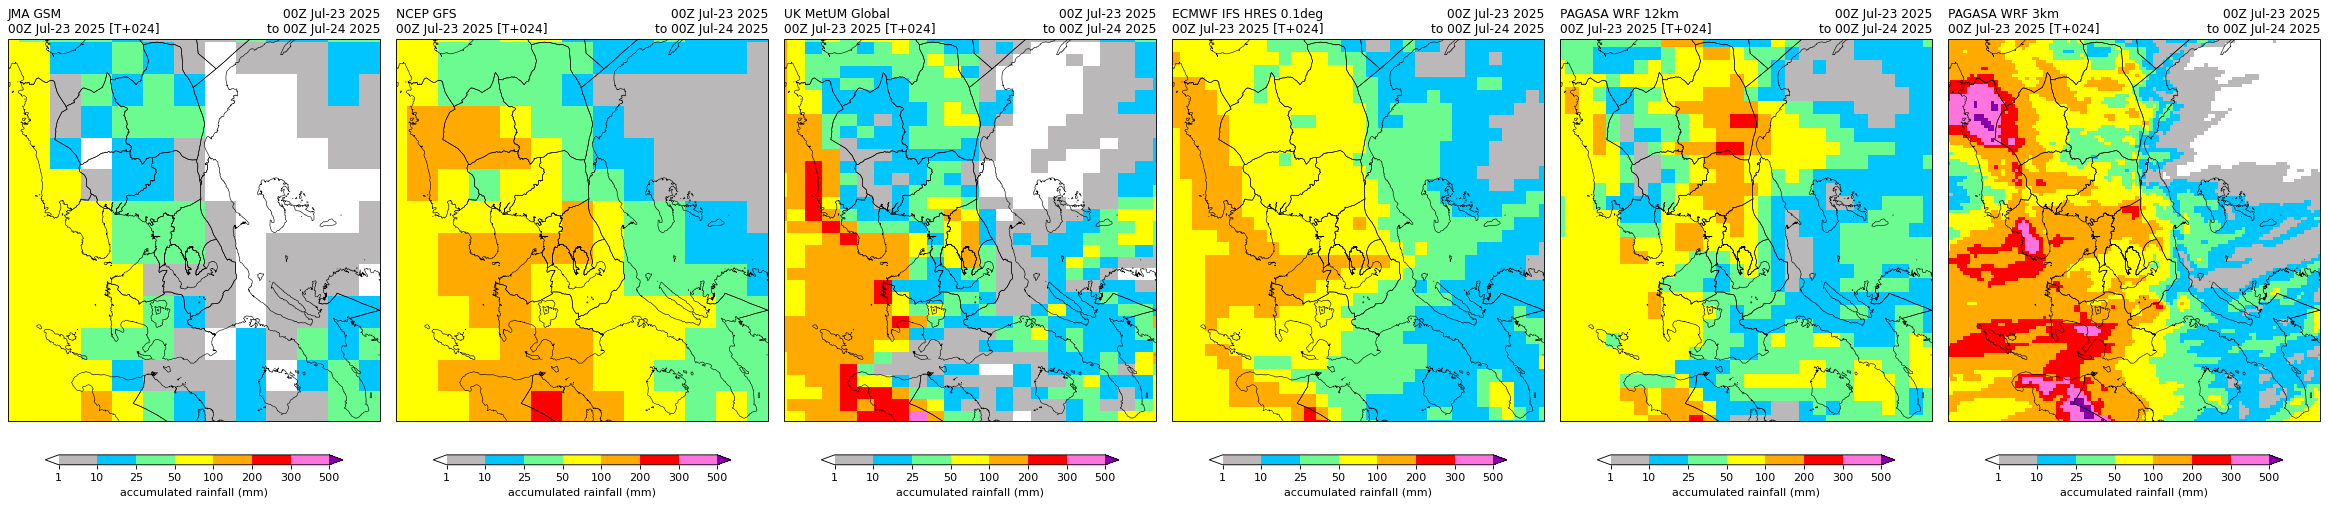 JMA GSM 00Z Jul-23 2025
00Z Jul-23 2025 [T+024] to 00Z Jul-24 2025
1 10 25 50 100 200 300 500
accumulated rainfall (mm)
NCEP GFS 00Z Jul-23 2025
00Z Jul-23 2025 [T+024] to 00Z Jul-24 2025
1 10 25 50 100 200 300 500
accumulated rainfall (mm)
UK MetUM Global 00Z Jul-23 2025
00Z Jul-23 2025 [T+024] to 00Z Jul-24 2025
1 10 25 50 100 200 300 500
accumulated rainfall (mm)
ECMWF IFS HRES 0.1deg 00Z Jul-23 2025
00Z Jul-23 2025 [T+024] to 00Z Jul-24 2025
1 10 25 50 100 200 300 500
accumulated rainfall (mm)
PAGASA WRF 12km 00Z Jul-23 2025
00Z Jul-23 2025 [T+024] to 00Z Jul-24 2025
1 10 25 50 100 200 300 500
accumulated rainfall (mm)
PAGASA WRF 3km 00Z Jul-23 2025
00Z Jul-23 2025 [T+024] to 00Z Jul-24 2025
1 10 25 50 100 200 300 500
accumulated rainfall (mm)